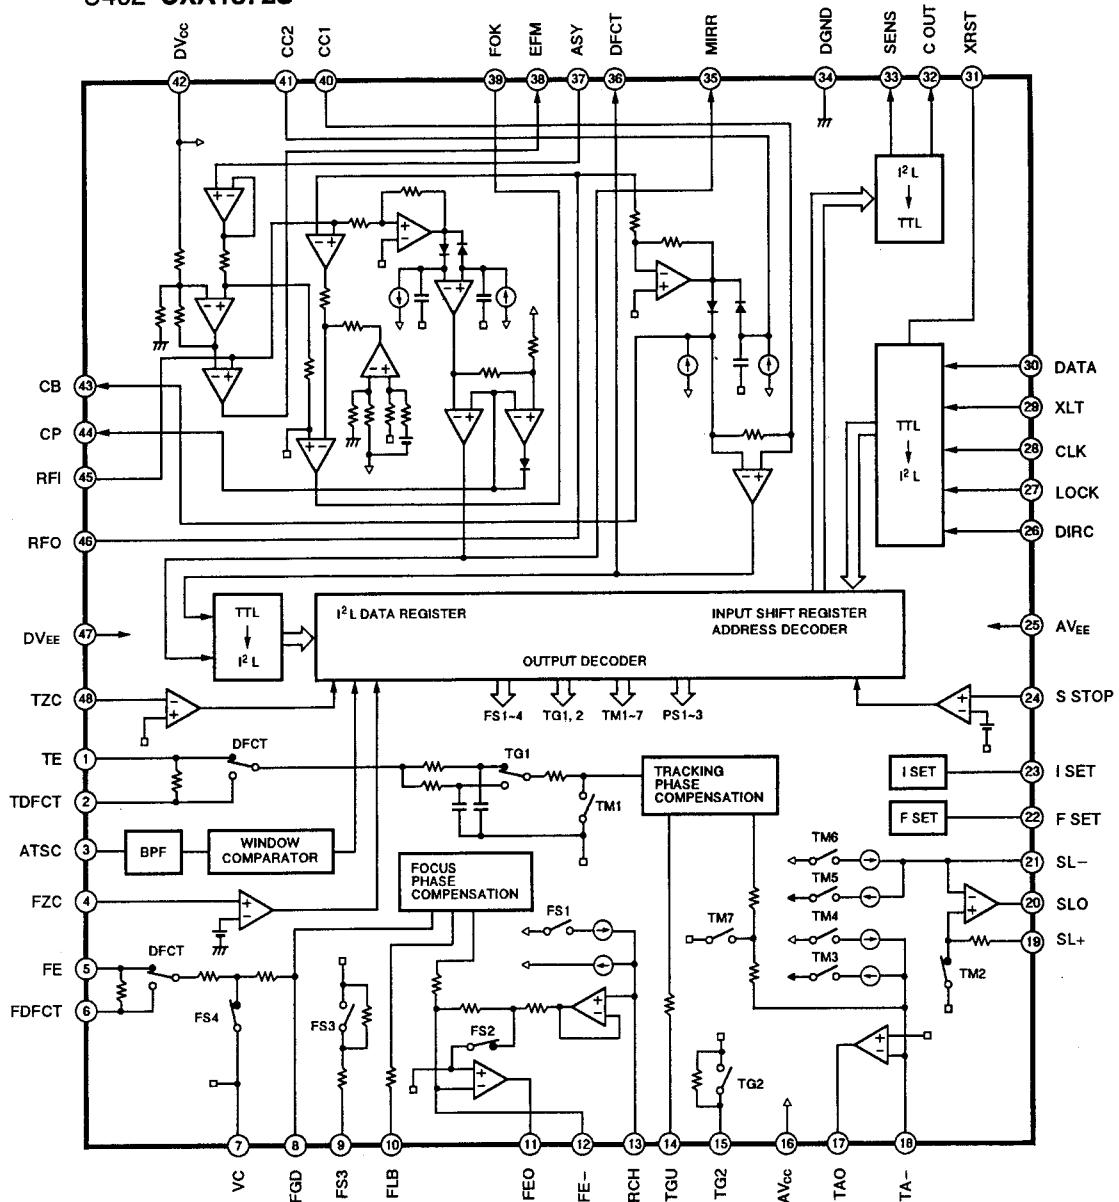 DVcc
CC2
CC1
FOK
EFM
ASY
DFCT
MIRR
DGND
SENS
C OUT
XRST
42
41
40
39
38
37
36
35
34
33
32
31
I²L
TTL
CB
43
CP
44
RFI
45
RFO
46
DVEE
47
TZC
48
TTL
I²L
30
DATA
29
XLT
28
CLK
27
LOCK
26
DIRC
25
AVEE
24
S STOP
TTL
I²L
I²L DATA REGISTER
INPUT SHIFT REGISTER
ADDRESS DECODER
OUTPUT DECODER
FS1~4
TG1, 2
TM1~7
PS1~3
TE
1
DFCT
TDFCT
2
ATSC
3
BPF
WINDOW
COMPARATOR
FZC
4
FE
5
DFCT
FDFCT
6
FS4
TG1
TM1
TRACKING
PHASE
COMPENSATION
FOCUS
PHASE
COMPENSATION
I SET
23
I SET
F SET
22
F SET
TM6
21
SL-
TM5
20
SLO
TM4
19
SL+
TM3
TM2
TM7
FS1
FS3
FS2
TG2
7
8
9
10
11
12
13
14
15
16
17
18
VC
FGD
FS3
FLB
FEO
FE-
RCH
TGU
TG2
AVcc
TAO
TA-